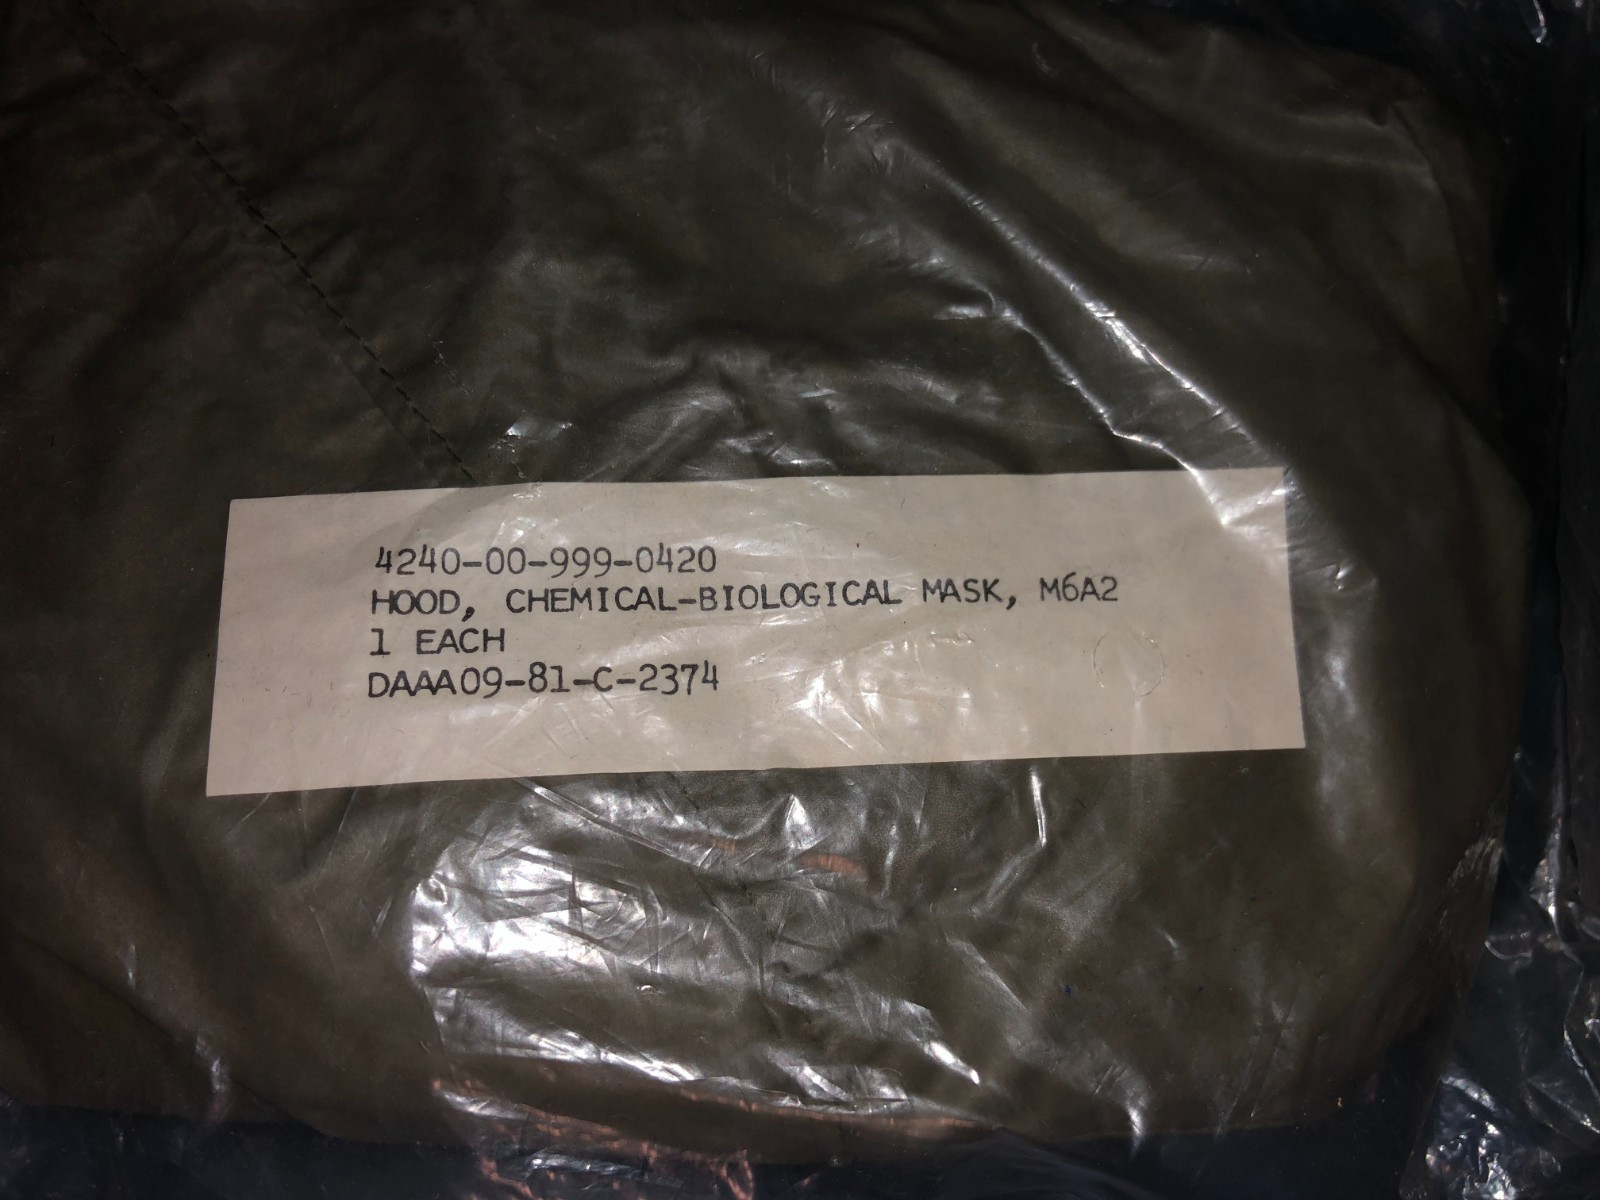 4240-00-999-0420
HOOD, CHEMICAL-BIOLOGICAL MASK, M6A2
1 EACH
DAAA09-81-C-2374